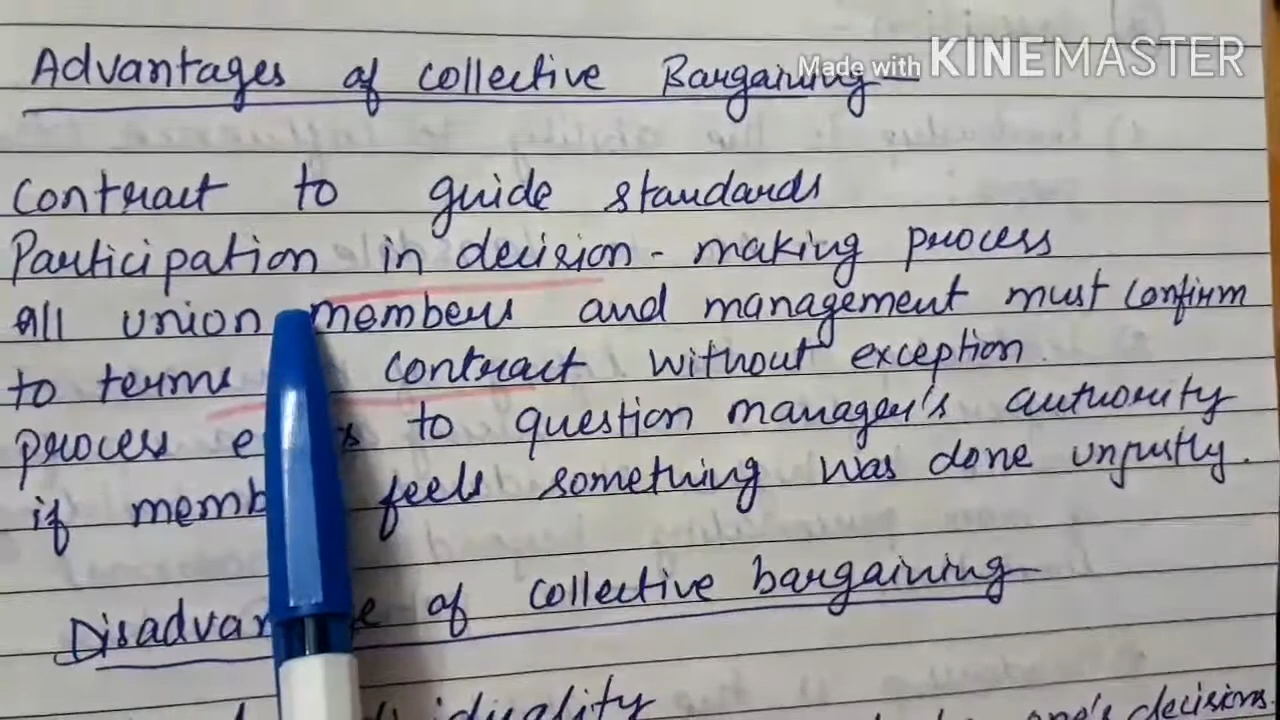 Made with KINEMASTER
Advantages of collective Bargaining-
Contract to guide standards
Participation in decision - making process
all union members and management must confirm
to terms contract without exception.
process to question manager's authority
if feels something was done unjustly.
of collective bargaining
decisions.